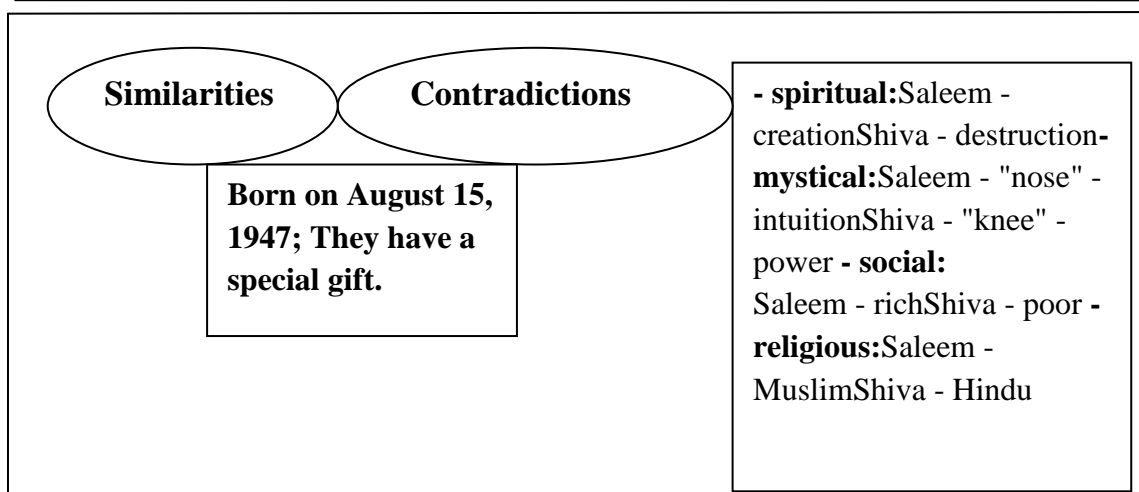 Similarities
Contradictions
Born on August 15,
1947; They have a
special gift.
- spiritual:Saleem -
creationShiva - destruction-
mystical:Saleem - "nose" -
intuitionShiva - "knee" -
power - social:
Saleem - richShiva - poor -
religious:Saleem -
MuslimShiva - Hindu